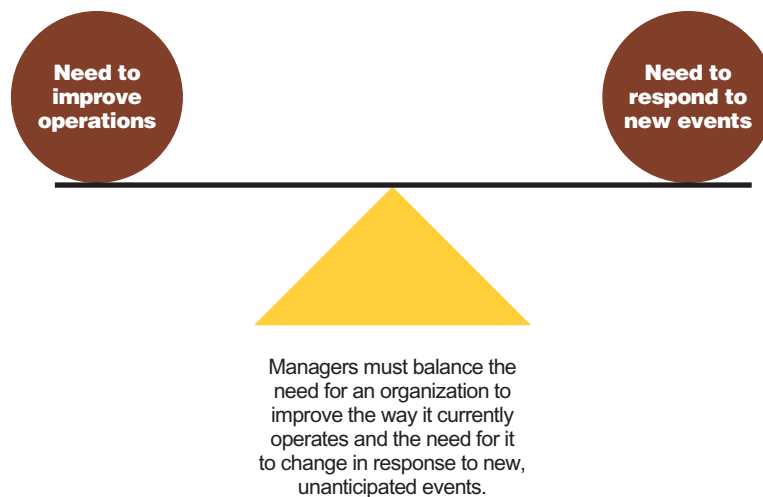 Need to
improve
operations
Need to
respond to
new events
Managers must balance the
need for an organization to
improve the way it currently
operates and the need for it
to change in response to new,
unanticipated events.